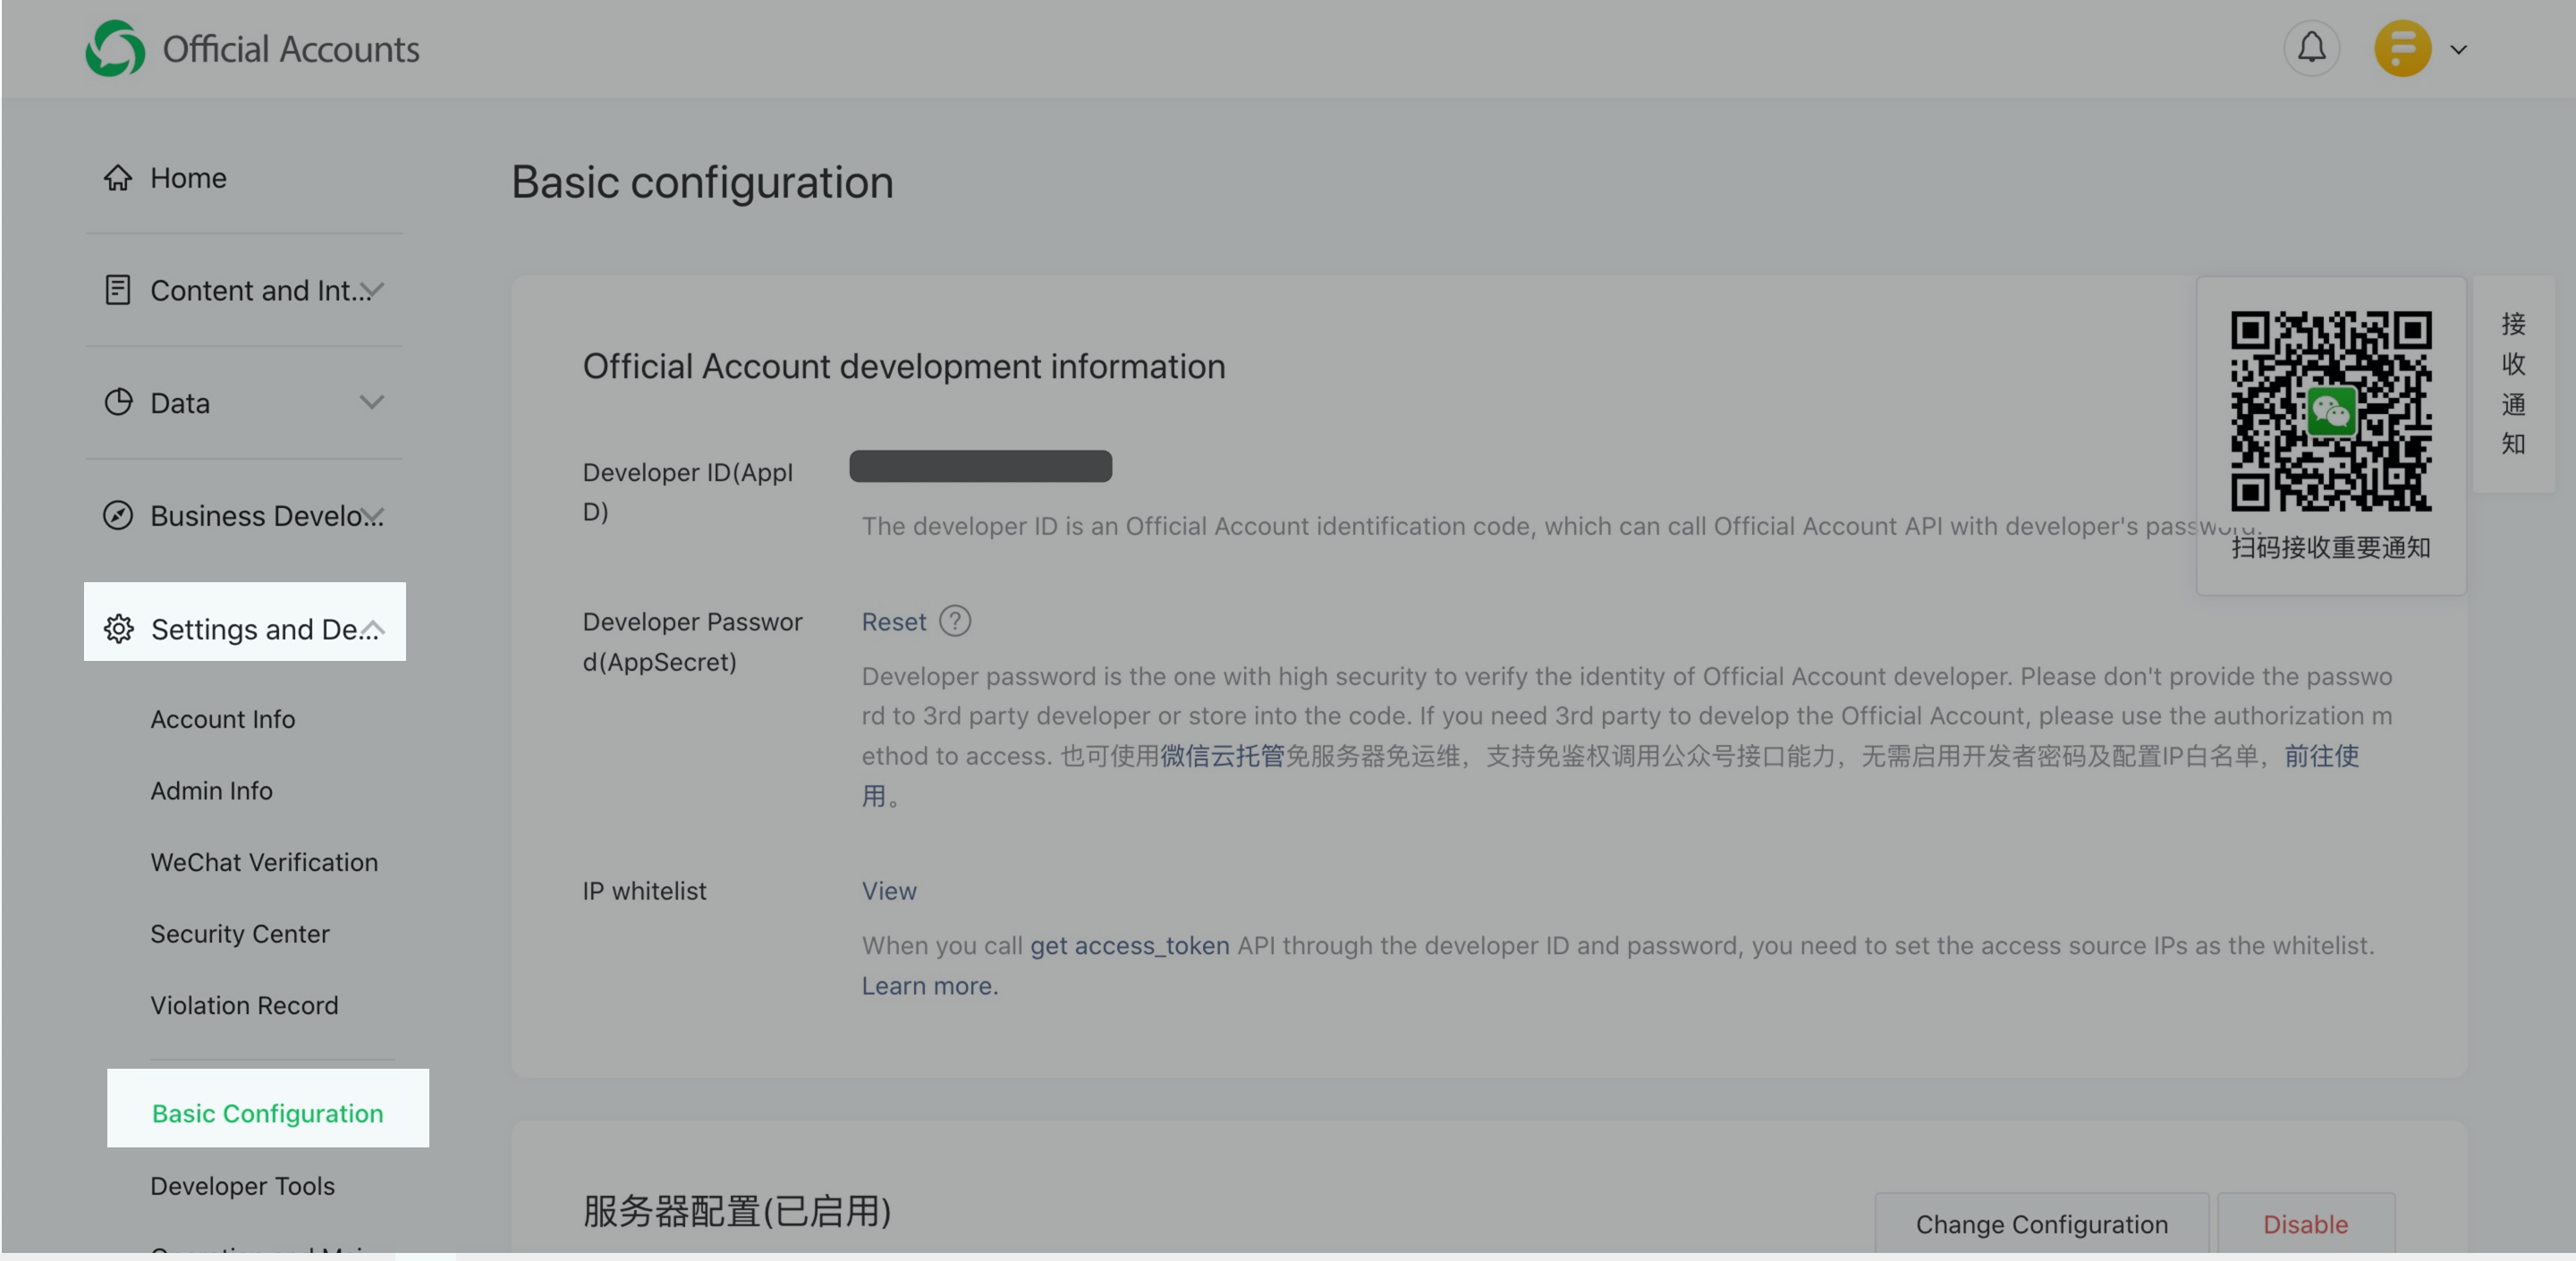 Official Accounts
Home
Content and Int...
Data
Business Develo...
Settings and De...
Account Info
Admin Info
WeChat Verification
Security Center
Violation Record
Basic Configuration
Developer Tools
Basic configuration
Official Account development information
Developer ID(AppI
D)
The developer ID is an Official Account identification code, which can call Official Account API with developer's password.
Developer Passwor
d(AppSecret)
Reset
Developer password is the one with high security to verify the identity of Official Account developer. Please don't provide the passwo
rd to 3rd party developer or store into the code. If you need 3rd party to develop the Official Account, please use the authorization m
ethod to access. 也可使用微信云托管免服务器免运维，支持免鉴权调用公众号接口能力，无需启用开发者密码及配置IP白名单，前往使
用。
IP whitelist
View
When you call get access_token API through the developer ID and password, you need to set the access source IPs as the whitelist.
Learn more.
扫码接收重要通知
接
收
通
知
服务器配置(已启用)
Change Configuration
Disable